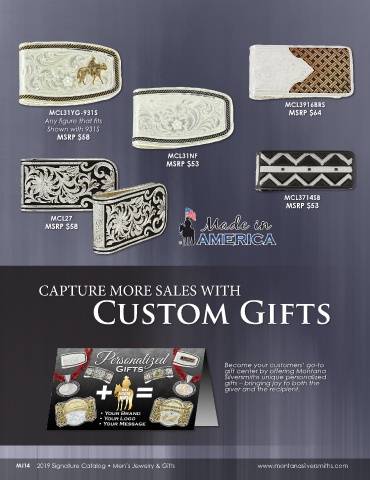 MCL31YG-931S
Any figure that fits
Shown with 931S
MSRP $58
MCL3916BRS
MSRP $64
MCL31NF
MSRP $53
MCL3714SB
MSRP $53
MCL27
MSRP $58
Made in
AMERICA
CAPTURE MORE SALES WITH
CUSTOM GIFTS
Personalized
GIFTS
+
=
• YOUR BRAND
• YOUR LOGO
• YOUR MESSAGE
Become your customers' go-to
gift center by offering Montana
Silversmiths unique personalized
gifts – bringing joy to both the
giver and the recipient.
MJ14 2019 Signature Catalog • Men's Jewelry & Gifts
www.montanasilversmiths.com